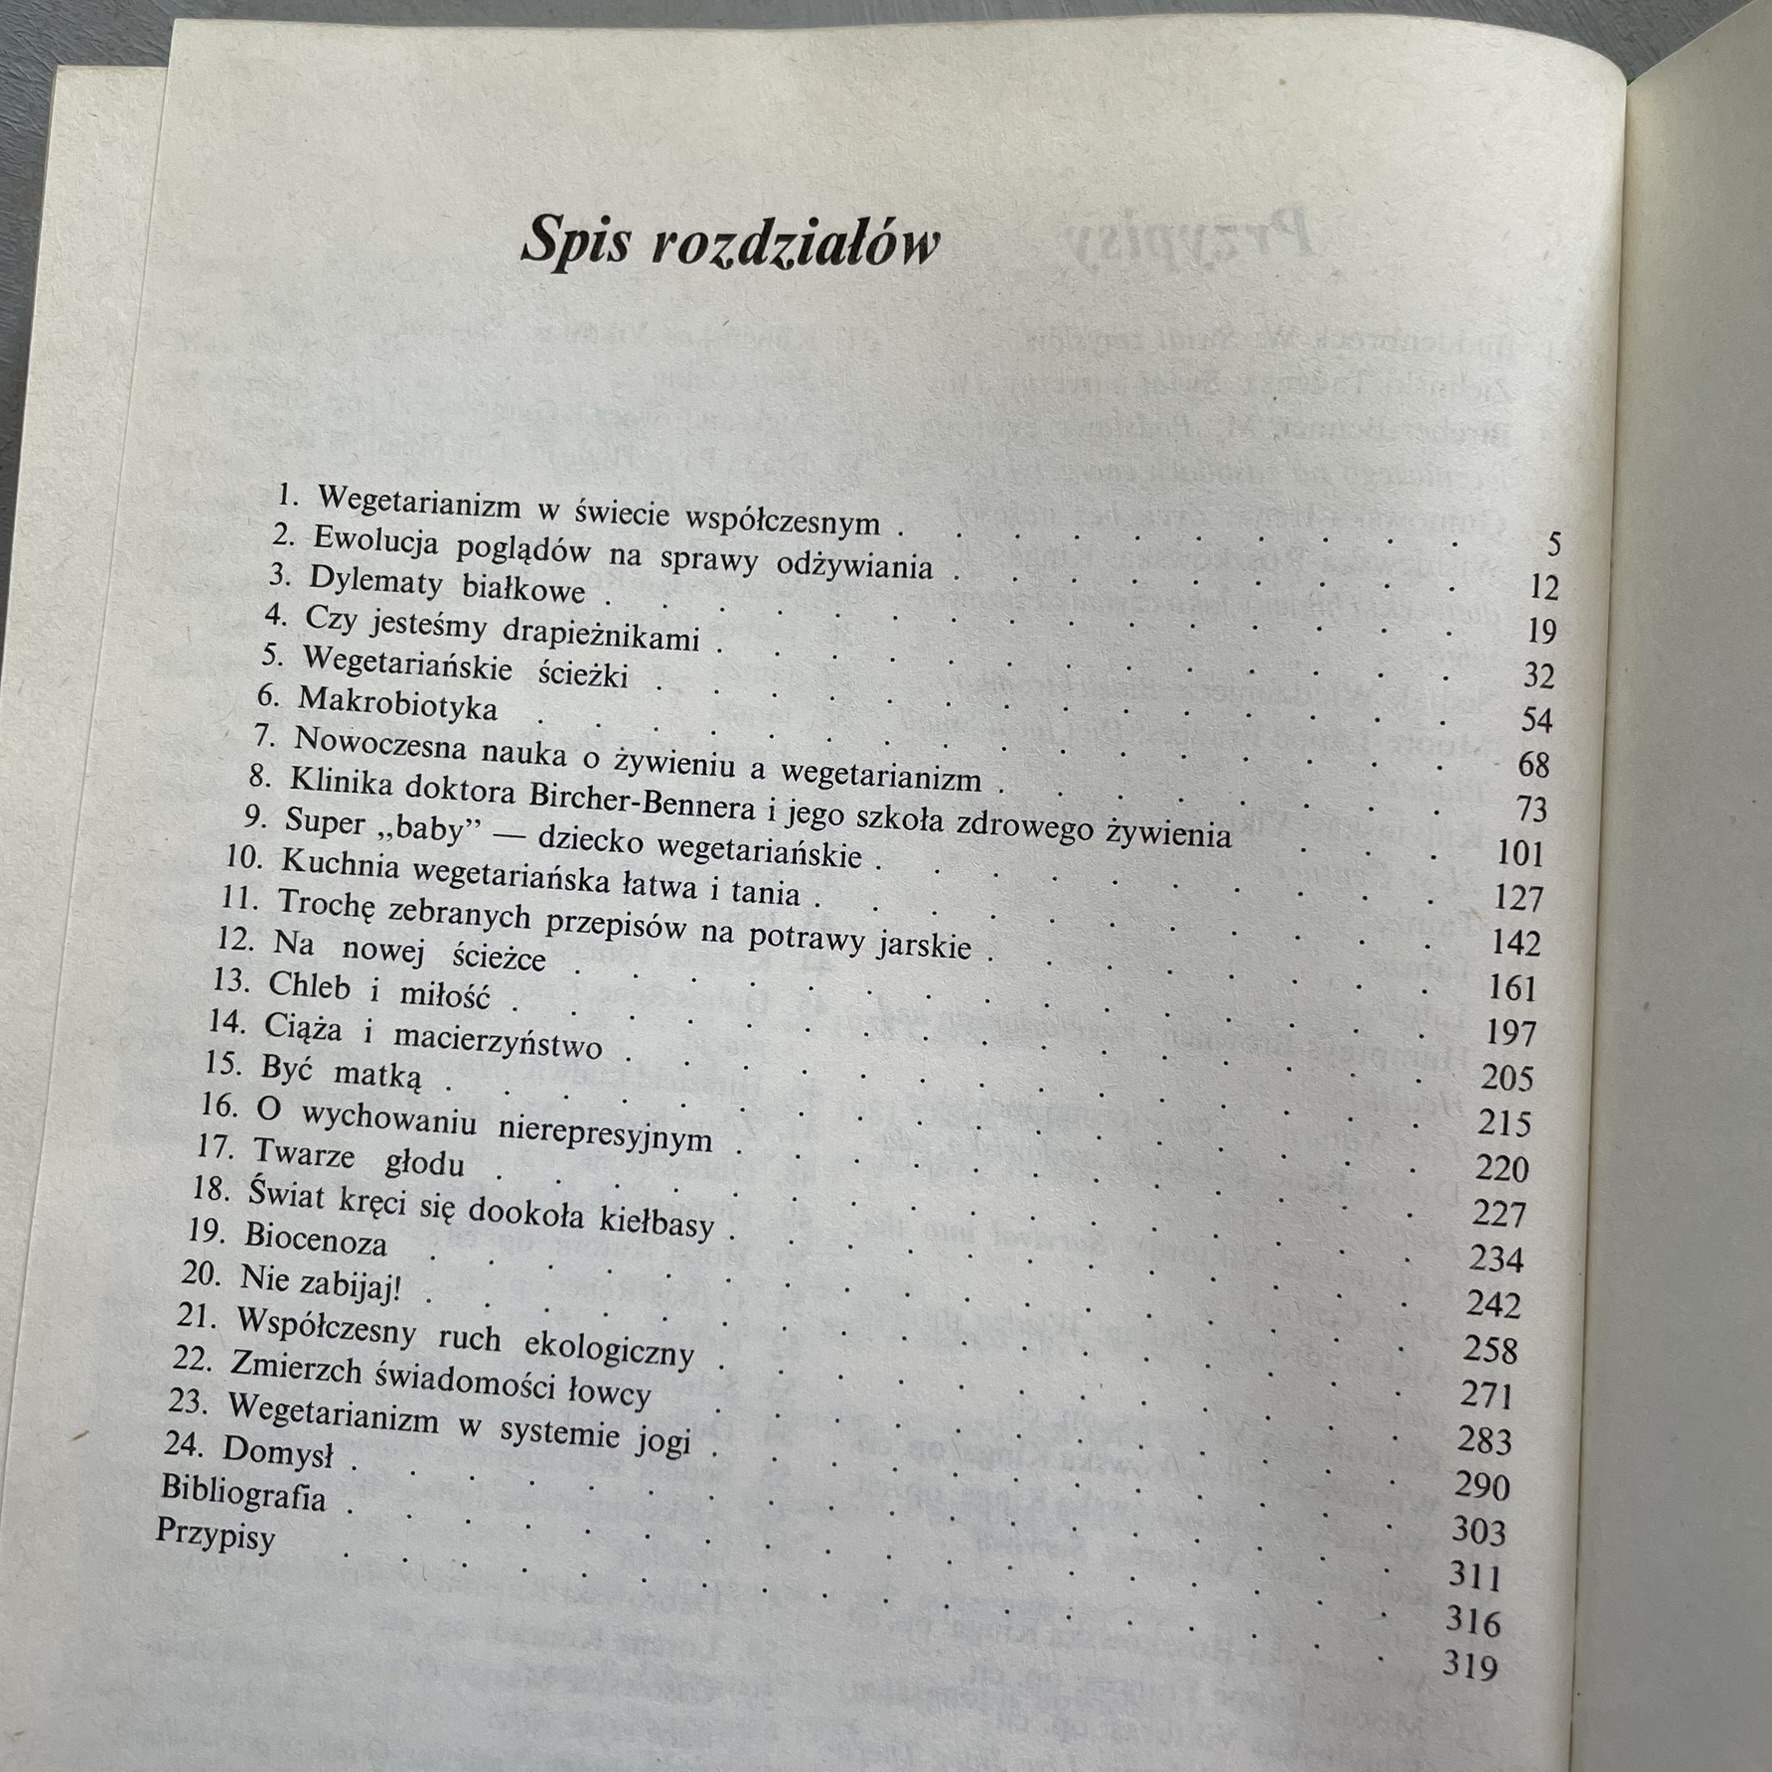 Spis rozdziałów
1. Wegetarianizm w świecie współczesnym . . . . . . . . . . . 5
2. Ewolucja poglądów na sprawy odżywiania . . . . . . . . . . 12
3. Dylematy białkowe . . . . . . . . . . . . . . . 19
4. Czy jesteśmy drapieżnikami . . . . . . . . . . . . . 32
5. Wegetariańskie ścieżki . . . . . . . . . . . . . . 54
6. Makrobiotyka . . . . . . . . . . . . . . . . 68
7. Nowoczesna nauka o żywieniu a wegetarianizm . . . . . . . . 73
8. Klinika doktora Bircher-Bennera i jego szkoła zdrowego żywienia . . . 101
9. Super „baby” — dziecko wegetariańskie . . . . . . . . . . 127
10. Kuchnia wegetariańska łatwa i tania . . . . . . . . . . . 142
11. Trochę zebranych przepisów na potrawy jarskie . . . . . . . . 161
12. Na nowej ścieżce . . . . . . . . . . . . . . . 197
13. Chleb i miłość . . . . . . . . . . . . . . . . 205
14. Ciąża i macierzyństwo . . . . . . . . . . . . . . 215
15. Być matką . . . . . . . . . . . . . . . . . 220
16. O wychowaniu nierepresyjnym . . . . . . . . . . . . 227
17. Twarze głodu . . . . . . . . . . . . . . . . 234
18. Świat kręci się dookoła kiełbasy . . . . . . . . . . . . 242
19. Biocenoza . . . . . . . . . . . . . . . . . 258
20. Nie zabijaj! . . . . . . . . . . . . . . . . . 271
21. Współczesny ruch ekologiczny . . . . . . . . . . . . 283
22. Zmierzch świadomości łowcy . . . . . . . . . . . . 290
23. Wegetarianizm w systemie jogi . . . . . . . . . . . . 303
24. Domysł . . . . . . . . . . . . . . . . . . 311
Bibliografia . . . . . . . . . . . . . . . . . . 316
Przypisy . . . . . . . . . . . . . . . . . . 319